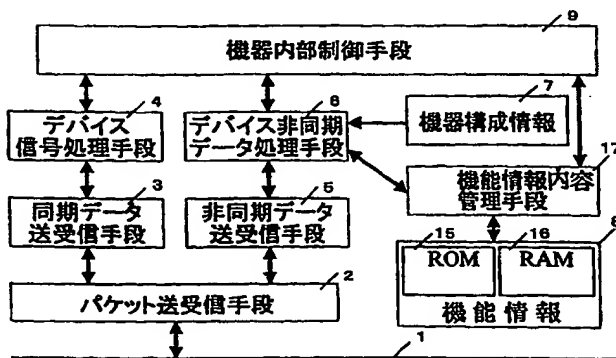 9
機器内部制御手段
4
デバイス
信号処理手段
6
デバイス非同期
データ処理手段
7
機器構成情報
17
機能情報内容
管理手段
3
同期データ
送受信手段
5
非同期データ
送受信手段
8
15
ROM
16
RAM
機能情報
2
パケット送受信手段
1